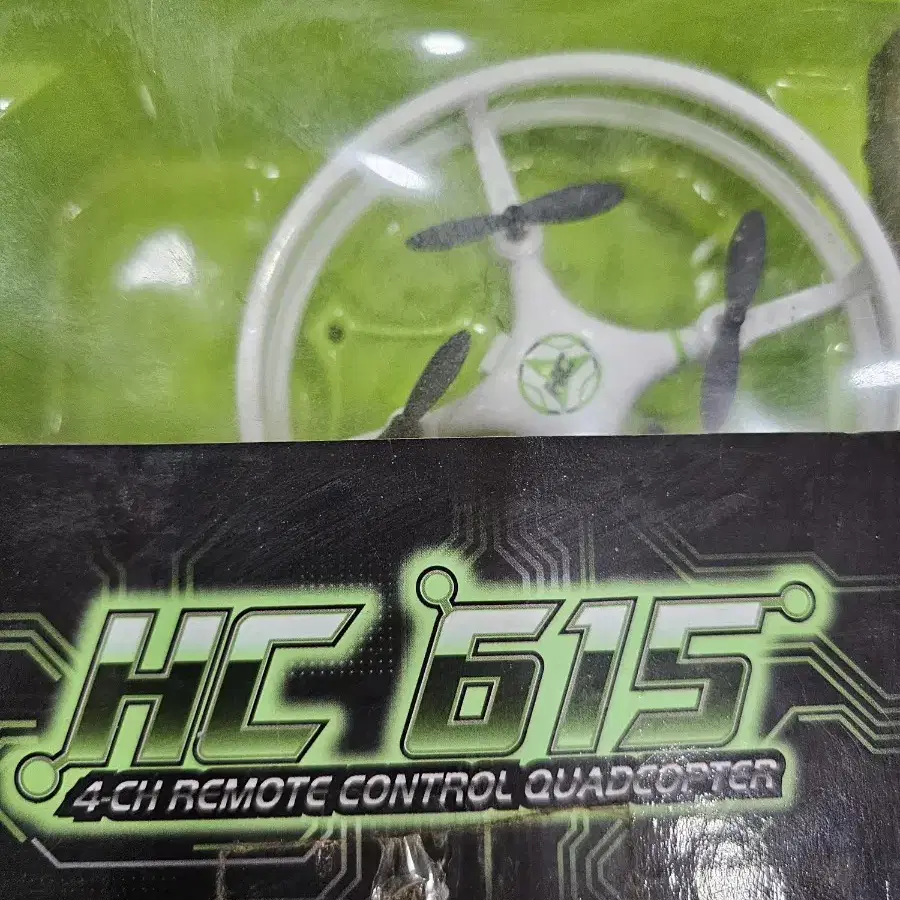 HC 615
4-CH REMOTE CONTROL QUADCOPTER